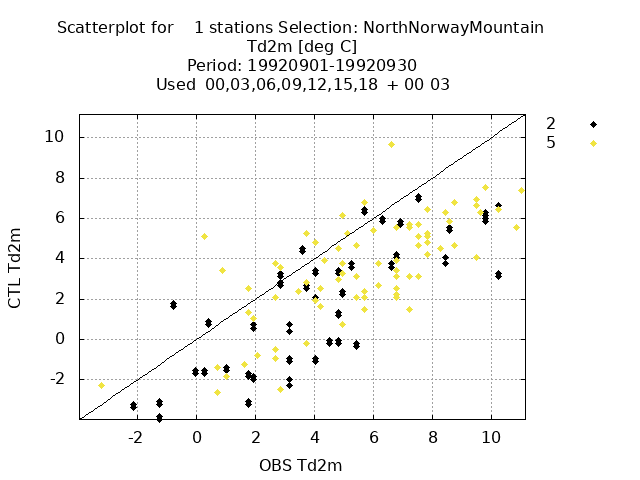 Scatterplot for 1 stations Selection: NorthNorwayMountain
Td2m [deg C]
Period: 19920901-19920930
Used 00,03,06,09,12,15,18 + 00 03
2
5
10
8
6
4
2
0
-2
CTL Td2m
-2 0 2 4 6 8 10
OBS Td2m